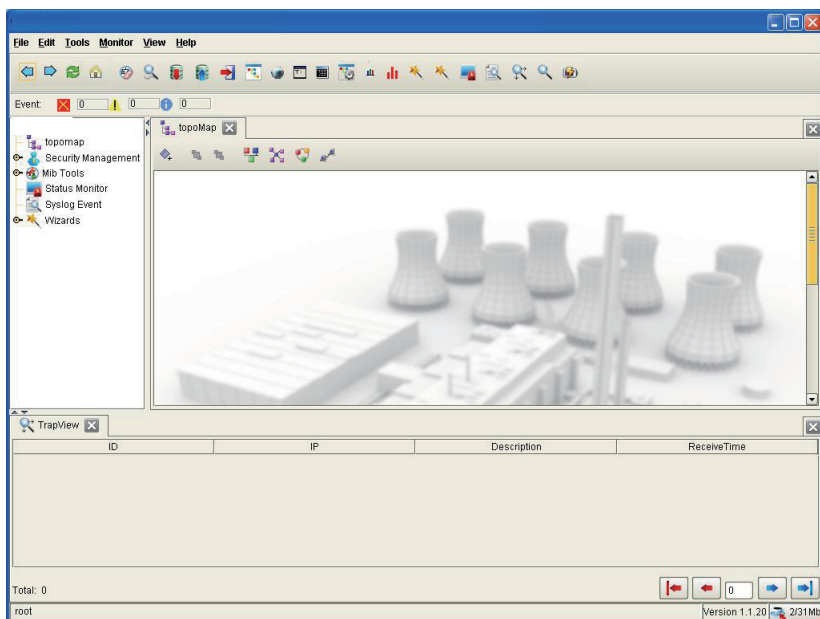 File Edit Tools Monitor View Help
Event: 0 0 0
topomap
Security Management
Mib Tools
Status Monitor
Syslog Event
Wizards
topoMap
TrapView
ID IP Description ReceiveTime
Total: 0
0
root Version 1.1.20 2/31Mb